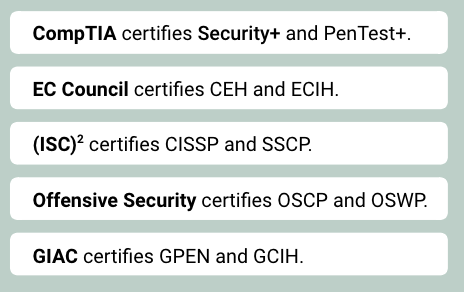 CompTIA certifies Security+ and PenTest+.
EC Council certifies CEH and ECIH.
(ISC)² certifies CISSP and SSCP.
Offensive Security certifies OSCP and OSWP.
GIAC certifies GPEN and GCIH.